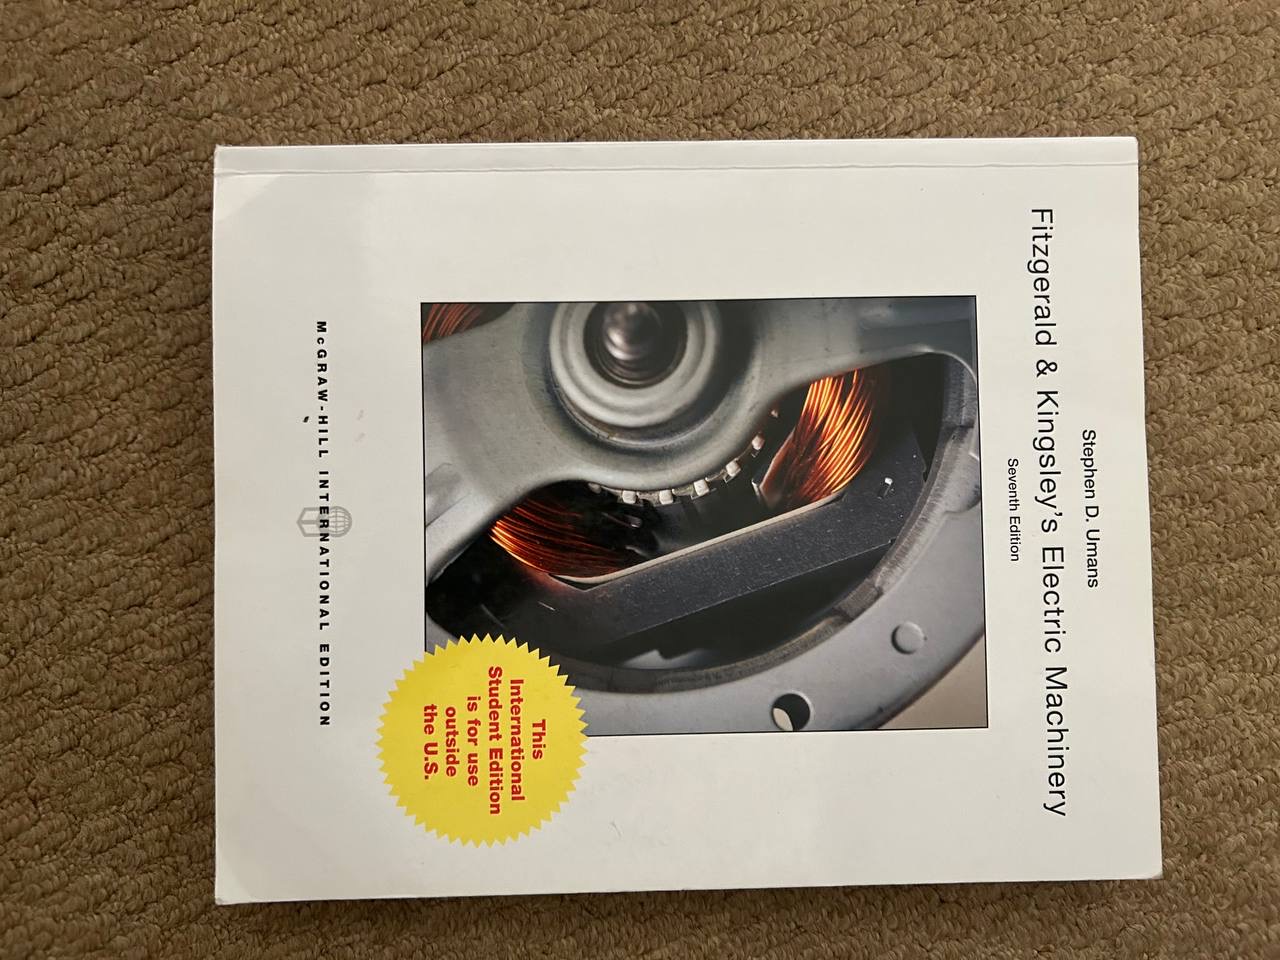 Stephen D. Umans
Fitzgerald & Kingsley's Electric Machinery
Seventh Edition
This
International
Student Edition
is for use
outside
the U.S.
McGRAW-HILL INTERNATIONAL EDITION